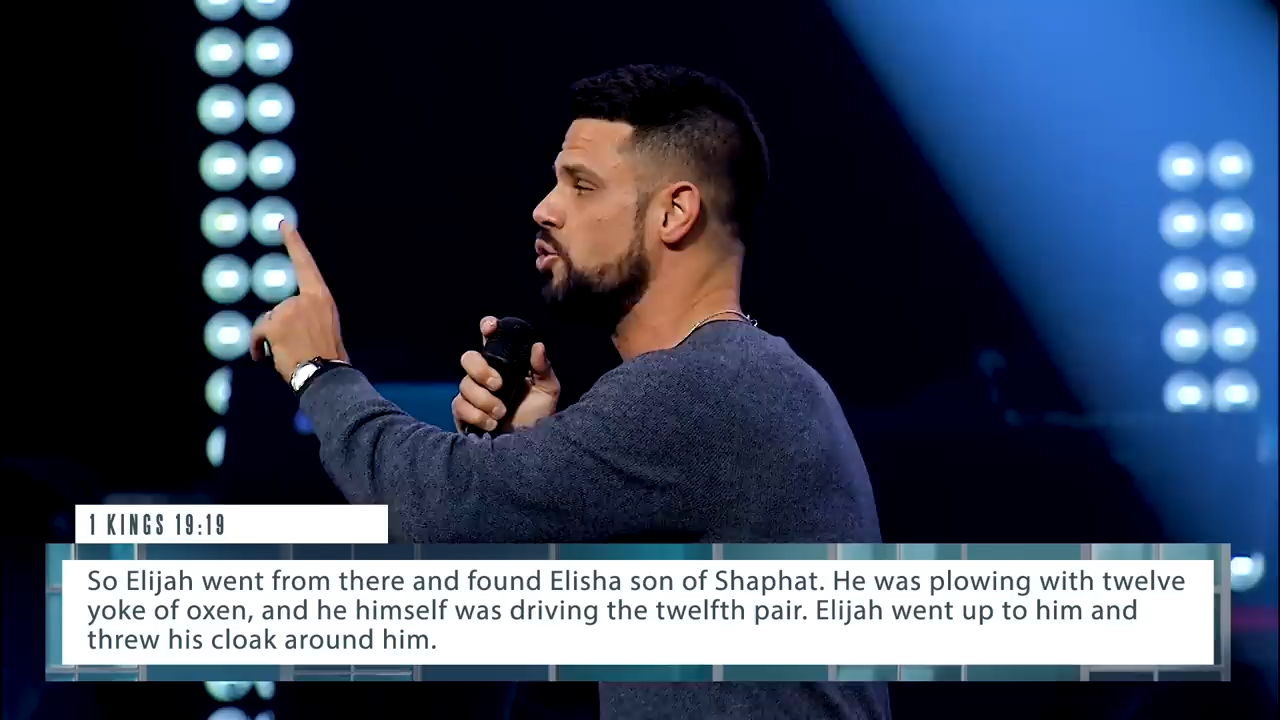 1 KINGS 19:19
So Elijah went from there and found Elisha son of Shaphat. He was plowing with twelve
yoke of oxen, and he himself was driving the twelfth pair. Elijah went up to him and
threw his cloak around him.